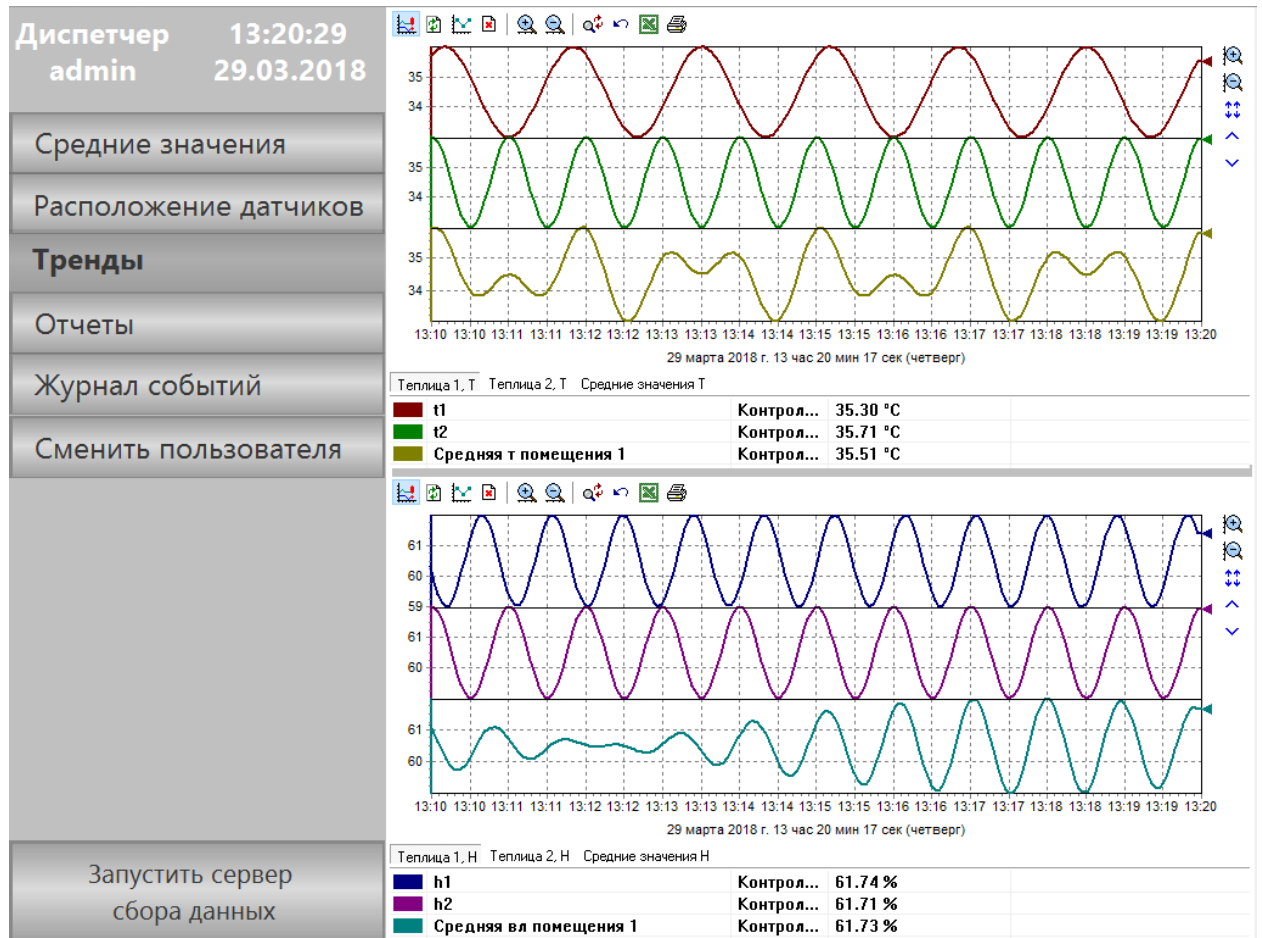 Диспетчер 13:20:29
admin 29.03.2018
Средние значения
Расположение датчиков
Тренды
Отчеты
Журнал событий
Сменить пользователя
Запустить сервер
сбора данных
35
34
35
34
35
34
13:10 13:10 13:11 13:11 13:12 13:12 13:13 13:13 13:14 13:14 13:15 13:15 13:16 13:16 13:17 13:17 13:18 13:18 13:19 13:19 13:20
29 марта 2018 г. 13 час 20 мин 17 сек (четверг)
Теплица 1, Т Теплица 2, Т Средние значения Т
t1 Контрол... 35.30 °C
t2 Контрол... 35.71 °C
Средняя т помещения 1 Контрол... 35.51 °C
61
60
59
61
60
61
60
13:10 13:10 13:11 13:11 13:12 13:12 13:13 13:13 13:14 13:14 13:15 13:15 13:16 13:16 13:17 13:17 13:18 13:18 13:19 13:19 13:20
29 марта 2018 г. 13 час 20 мин 17 сек (четверг)
Теплица 1, Н Теплица 2, Н Средние значения Н
h1 Контрол... 61.74 %
h2 Контрол... 61.71 %
Средняя вл помещения 1 Контрол... 61.73 %